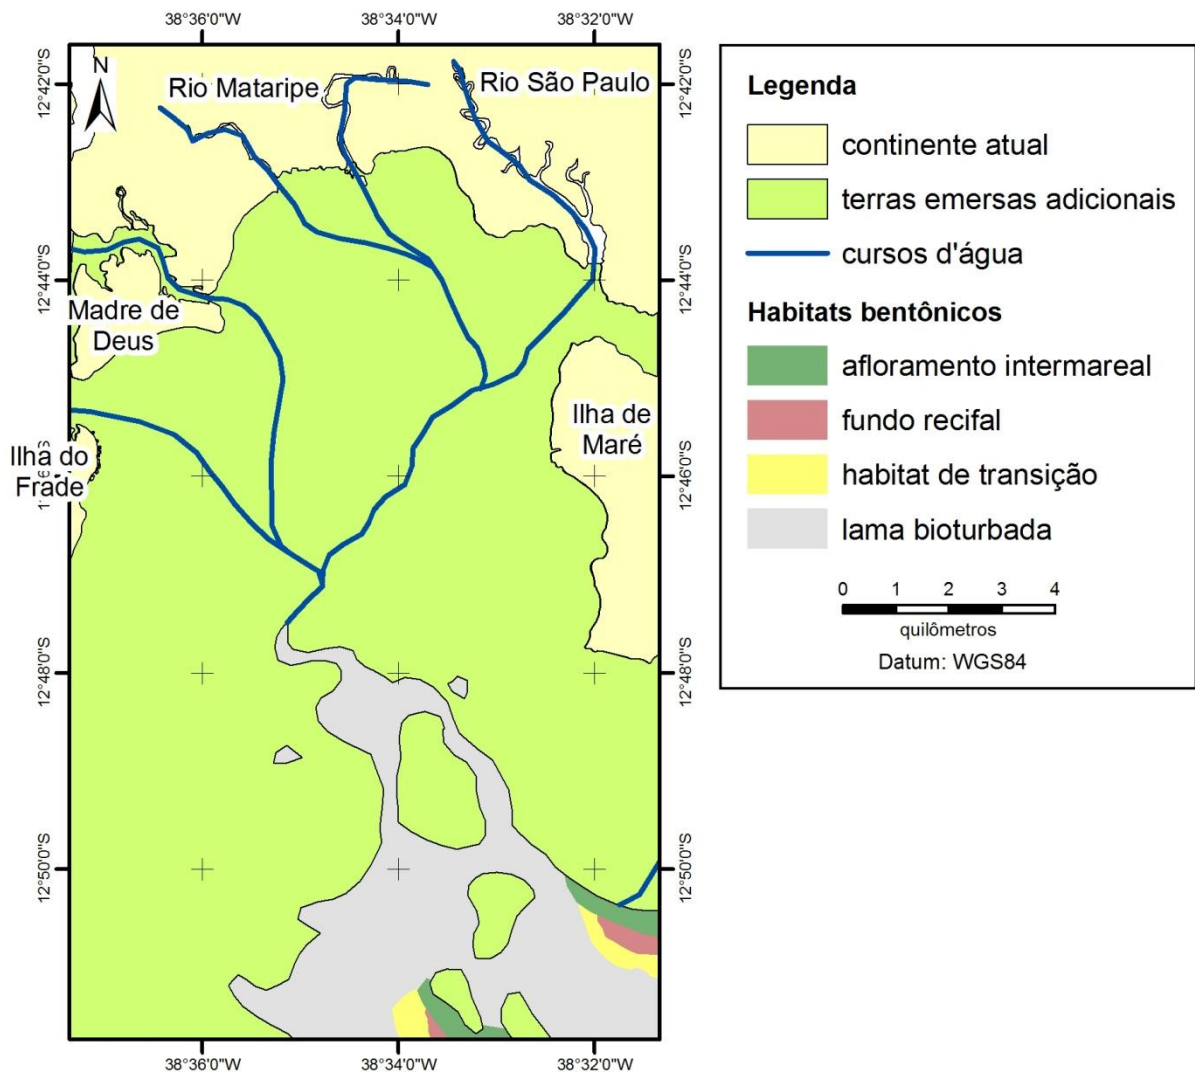 38°36'0"W
38°34'0"W
38°32'0"W
12°42'0"S
N
Rio Mataripe
Rio São Paulo
12°42'0"S
12°44'0"S
Madre de
Deus
12°44'0"S
Ilha do
Frade
6'0"S
Ilha de
Maré
12°46'0"S
12°48'0"S
12°48'0"S
12°50'0"S
12°50'0"S
38°36'0"W
38°34'0"W
38°32'0"W
Legenda
continente atual
terras emersas adicionais
cursos d'água
Habitats bentônicos
afloramento intermareal
fundo recifal
habitat de transição
lama bioturbada
0 1 2 3 4
quilômetros
Datum: WGS84